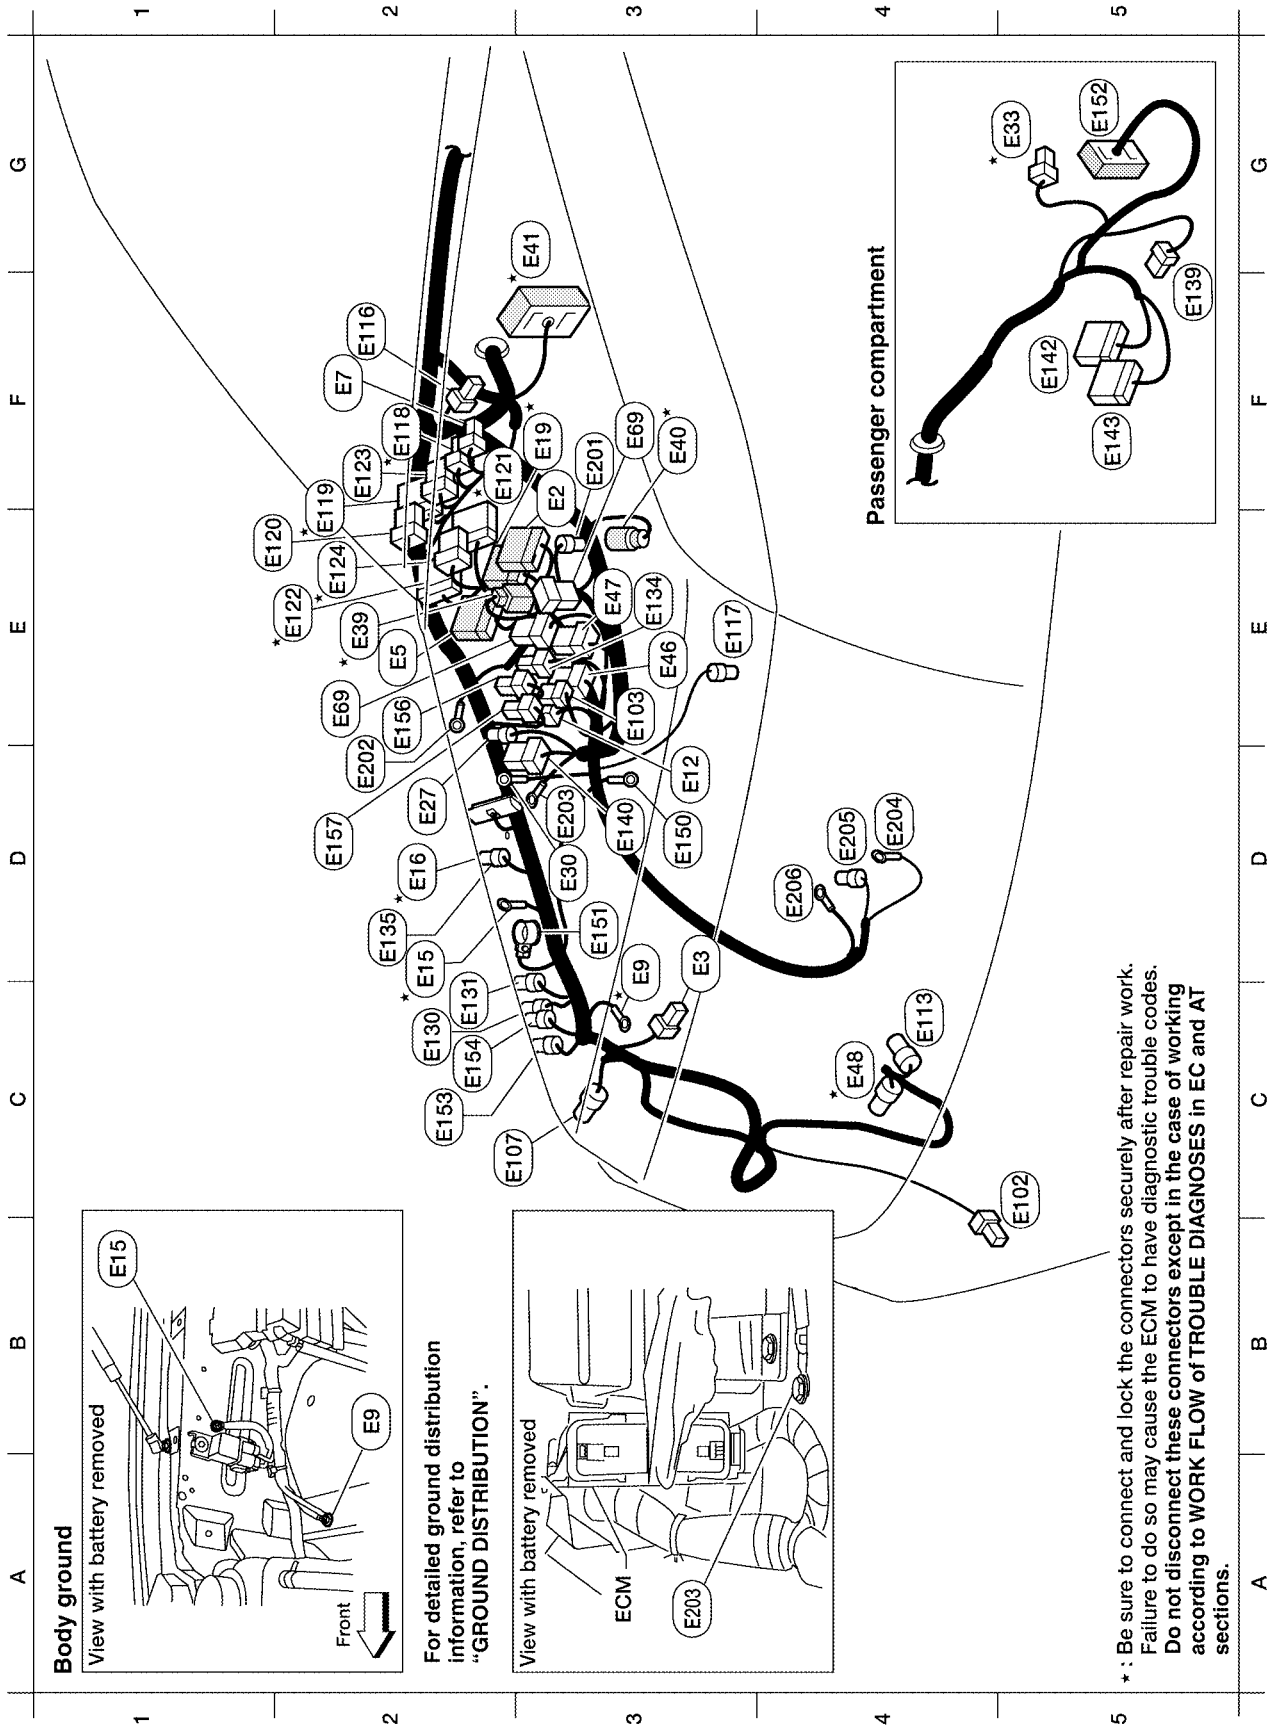 A
B
C
D
E
F
G
1
2
3
4
5
Body ground
View with battery removed
E15
E9
Front
For detailed ground distribution
information, refer to
“GROUND DISTRIBUTION”.
View with battery removed
ECM
E203
E120
★ E119
★ E123
★ E118
E7
E116
★ E41
★ E122
★ E124
★ E121
★ E19
★ E39
E5
E2
E201
E69
E69
E40 ★
E156
E202
E157
E27
E47
E134
E46
E117
E103
E12
E203
E140
E150
E30
★ E16
E135
★ E15
E151
E131
★ E130
E154
E153
★ E9
E3
E107
E206
E205
E204
★ E48
E113
E102
Passenger compartment
★ E33
E152
E139
E142
E143
★ : Be sure to connect and lock the connectors securely after repair work.
Failure to do so may cause the ECM to have diagnostic trouble codes.
Do not disconnect these connectors except in the case of working
according to WORK FLOW of TROUBLE DIAGNOSES in EC and AT
sections.
A
B
C
D
E
F
G
1
2
3
4
5